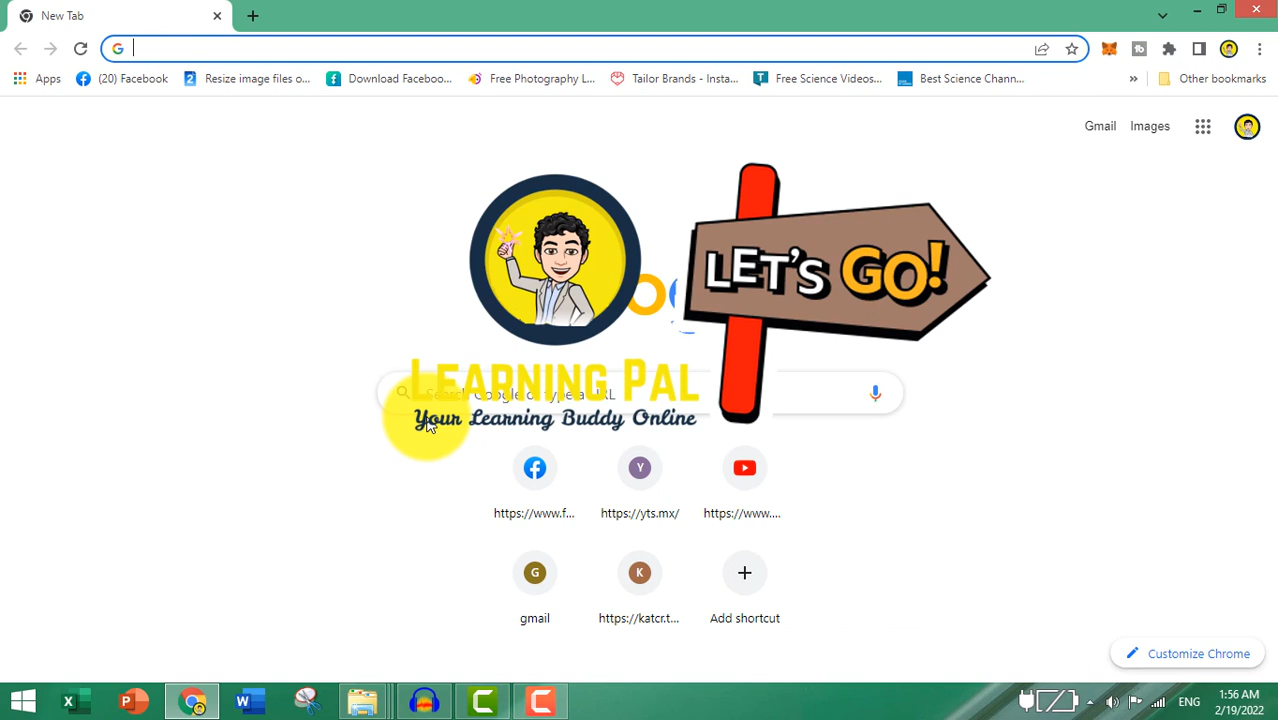 New Tab
Apps
(20) Facebook
Resize image files o...
Download Faceboo...
Free Photography L...
Tailor Brands - Insta...
Free Science Videos...
Best Science Chann...
»
Other bookmarks
Gmail
Images
LET'S GO!
LEARNING PAL
Your Learning Buddy Online
https://www.f...
Y
https://yts.mx/
https://www....
G
gmail
K
https://katcr.t...
Add shortcut
Customize Chrome
ENG
1:56 AM
2/19/2022